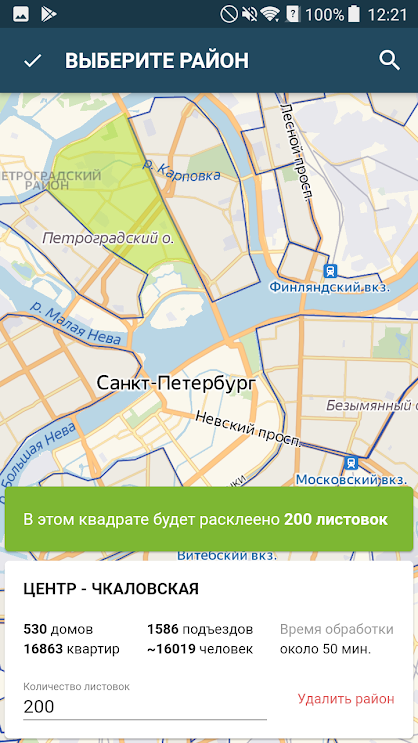 100% 12:21
ВЫБЕРИТЕ РАЙОН
Лесной просп.
р. Карповка
ЕТРОГРАДСКИЙ
РАЙОН
Петроградский о.
Финляндский вкз.
р. Малая Нева
Санкт-Петербург
Безымянный о
Невский просп.
р. Большая Нева
Московский вкз.
В этом квадрате будет расклеено 200 листовок
Витебский вкз.
ЦЕНТР - ЧКАЛОВСКАЯ
530 домов 1586 подъездов Время обработки
16863 квартир ~16019 человек около 50 мин.
Количество листовок
200 Удалить район